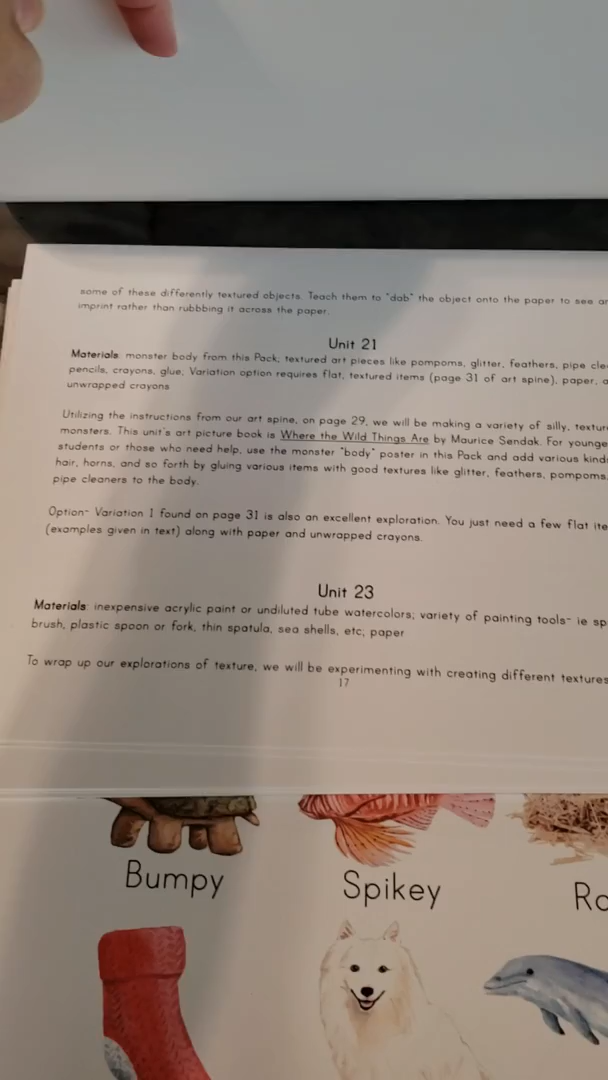 some of these differently textured objects. Teach them to "dab" the object onto the paper to see an
imprint rather than rubbbing it across the paper.
Unit 21
Materials: monster body from this Pack; textured art pieces like pompoms, glitter, feathers, pipe
pencils, crayons, glue; Variation option requires flat, textured items (page 31 of art spine), paper,
unwrapped crayons
Utilizing the instructions from our art spine, on page 29, we will be making a variety of silly,
monsters. This unit's art picture book is Where the Wild Things Are by Maurice Sendak. For
students or those who need help, use the monster "body" poster in this Pack and add various
hair, horns, and so forth by gluing various items with good textures like glitter, feathers, pompoms,
pipe cleaners to the body.
Option- Variation 1 found on page 31 is also an excellent exploration. You just need a few flat
(examples given in text) along with paper and unwrapped crayons.
Unit 23
Materials: inexpensive acrylic paint or undiluted tube watercolors; variety of painting tools- ie
brush, plastic spoon or fork, thin spatula, sea shells, etc; paper
To wrap up our explorations of texture, we will be experimenting with creating different textures
17
Bumpy
Spikey